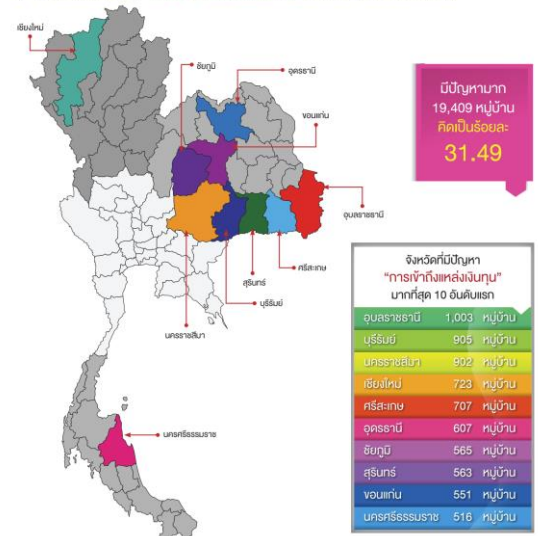 เชียงใหม่
ชัยภูมิ
อุดรธานี
ขอนแก่น
มีปัญหามาก
19,409 หมู่บ้าน
คิดเป็นร้อยละ
31.49
อุบลราชธานี
ศรีสะเกษ
สุรินทร์
บุรีรัมย์
นครราชสีมา
นครศรีธรรมราช
จังหวัดที่มีปัญหา
"การเข้าถึงแหล่งเงินทุน"
มากที่สุด 10 อันดับแรก
อุบลราชธานี 1,003 หมู่บ้าน
บุรีรัมย์ 905 หมู่บ้าน
นครราชสีมา 902 หมู่บ้าน
เชียงใหม่ 723 หมู่บ้าน
ศรีสะเกษ 707 หมู่บ้าน
อุดรธานี 607 หมู่บ้าน
ชัยภูมิ 565 หมู่บ้าน
สุรินทร์ 563 หมู่บ้าน
ขอนแก่น 551 หมู่บ้าน
นครศรีธรรมราช 516 หมู่บ้าน